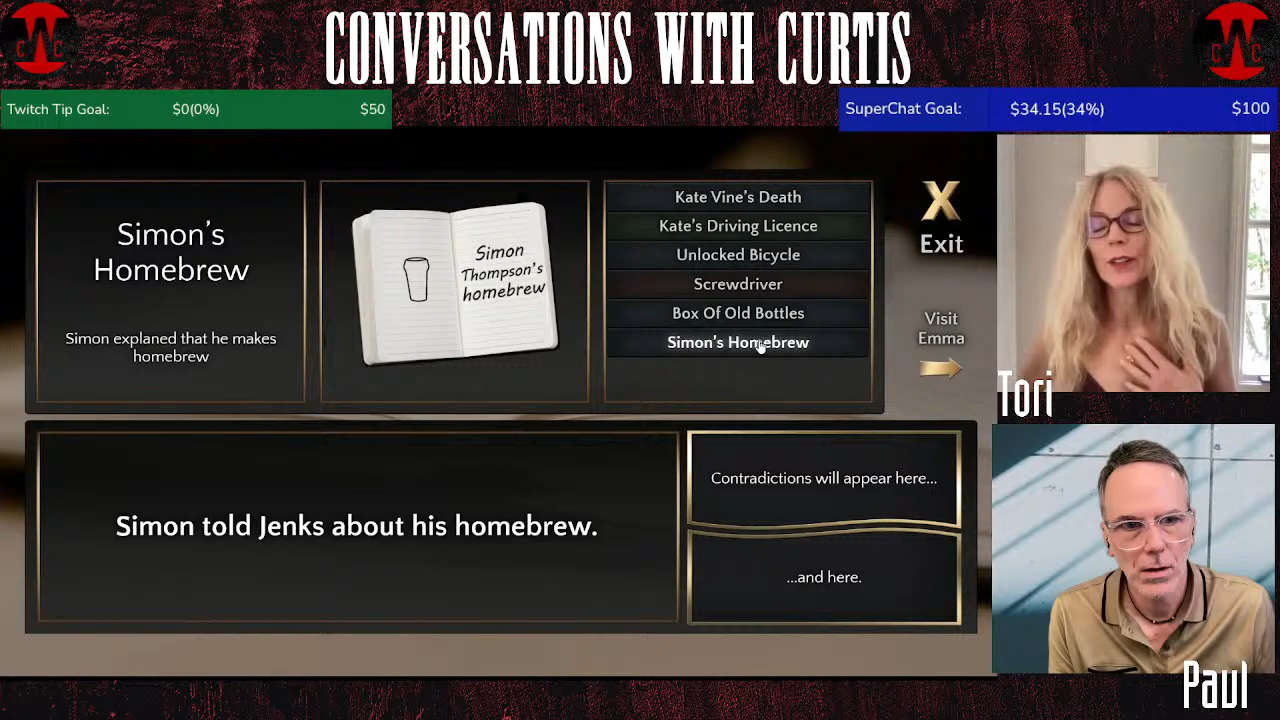 CONVERSATIONS WITH CURTIS
C C
C C
Twitch Tip Goal: $0(0%) $50
SuperChat Goal: $34.15(34%) $100
Simon's
Homebrew
Simon explaned that he makes
homebrew
Simon
Thompson's
homebrew
Kate Vine's Death
Kate's Driving Licence
Unlocked Bicycle
Screwdriver
Box Of Old Bottles
Simon's Homebrew
X
Exit
Visit
Emma
Tori
Simon told Jenks about his homebrew.
Contradictions will appear here...
...and here.
Paul